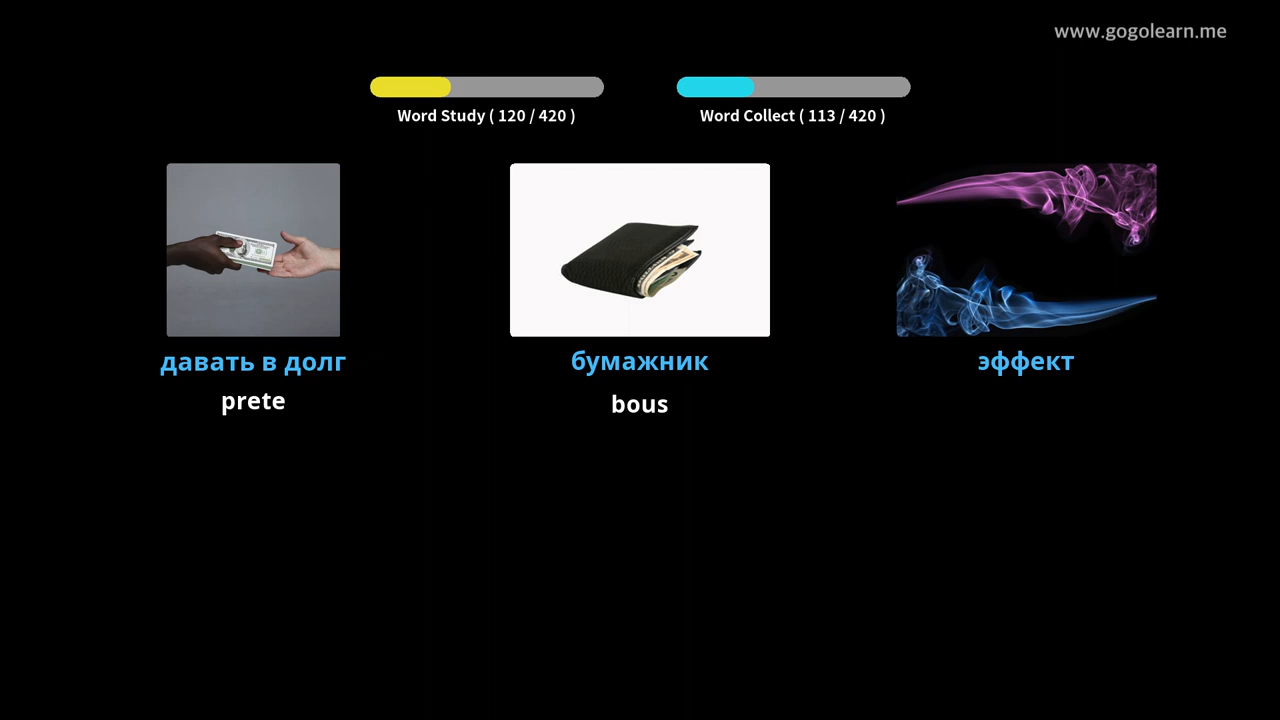 www.gogolearn.me
Word Study ( 120 / 420 )
Word Collect ( 113 / 420 )
давать в долг
prete
бумажник
bous
эффект